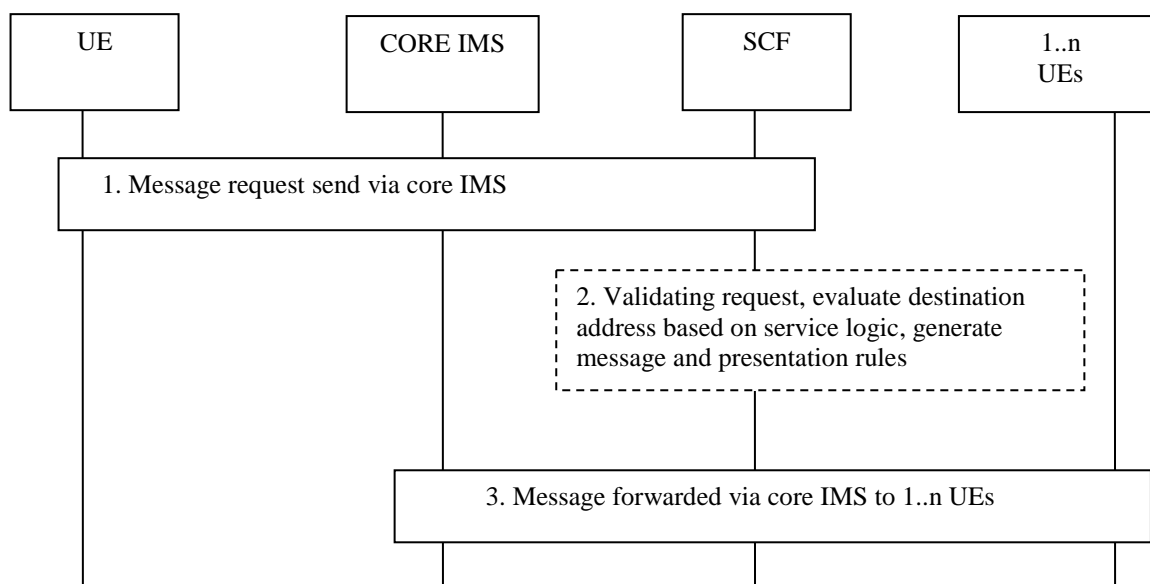 UE
CORE IMS
SCF
1..n
UEs
1. Message request send via core IMS
2. Validating request, evaluate destination
address based on service logic, generate
message and presentation rules
3. Message forwarded via core IMS to 1..n UEs